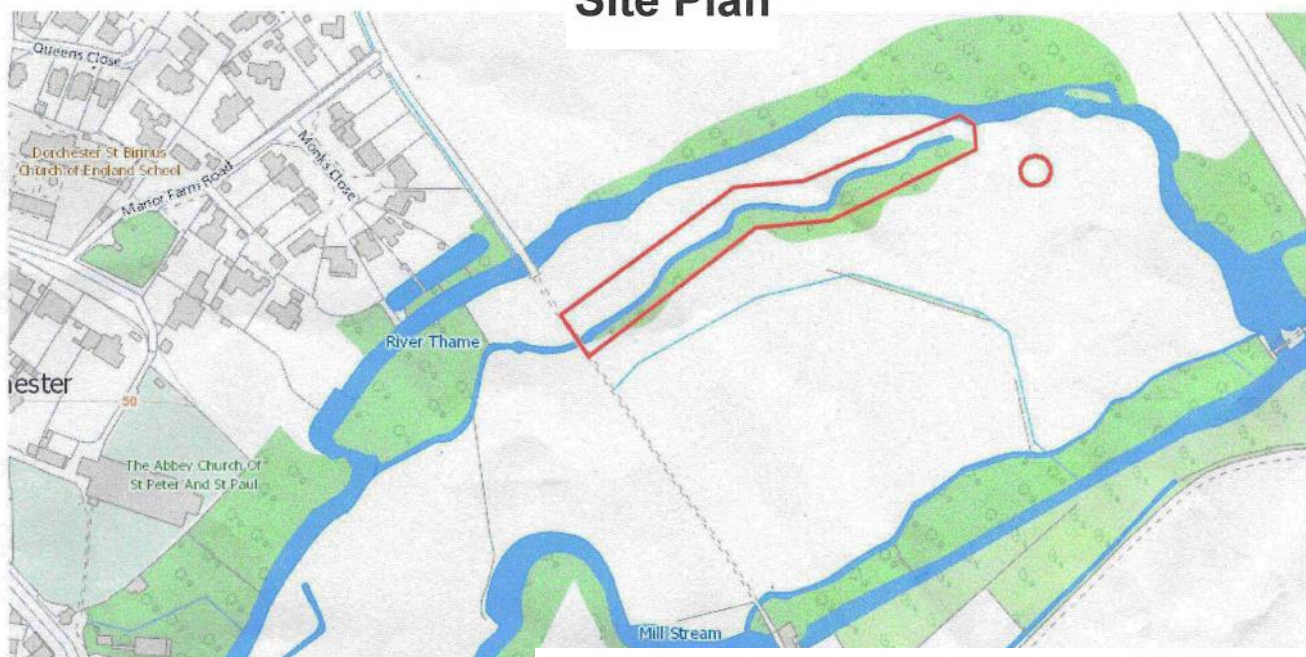 Site Plan
Queens Close
Dorchester St Birinus
Church of England School
Manor Farm Road
Monks Close
River Thame
50
The Abbey Church Of
St Peter And St Paul
Mill Stream